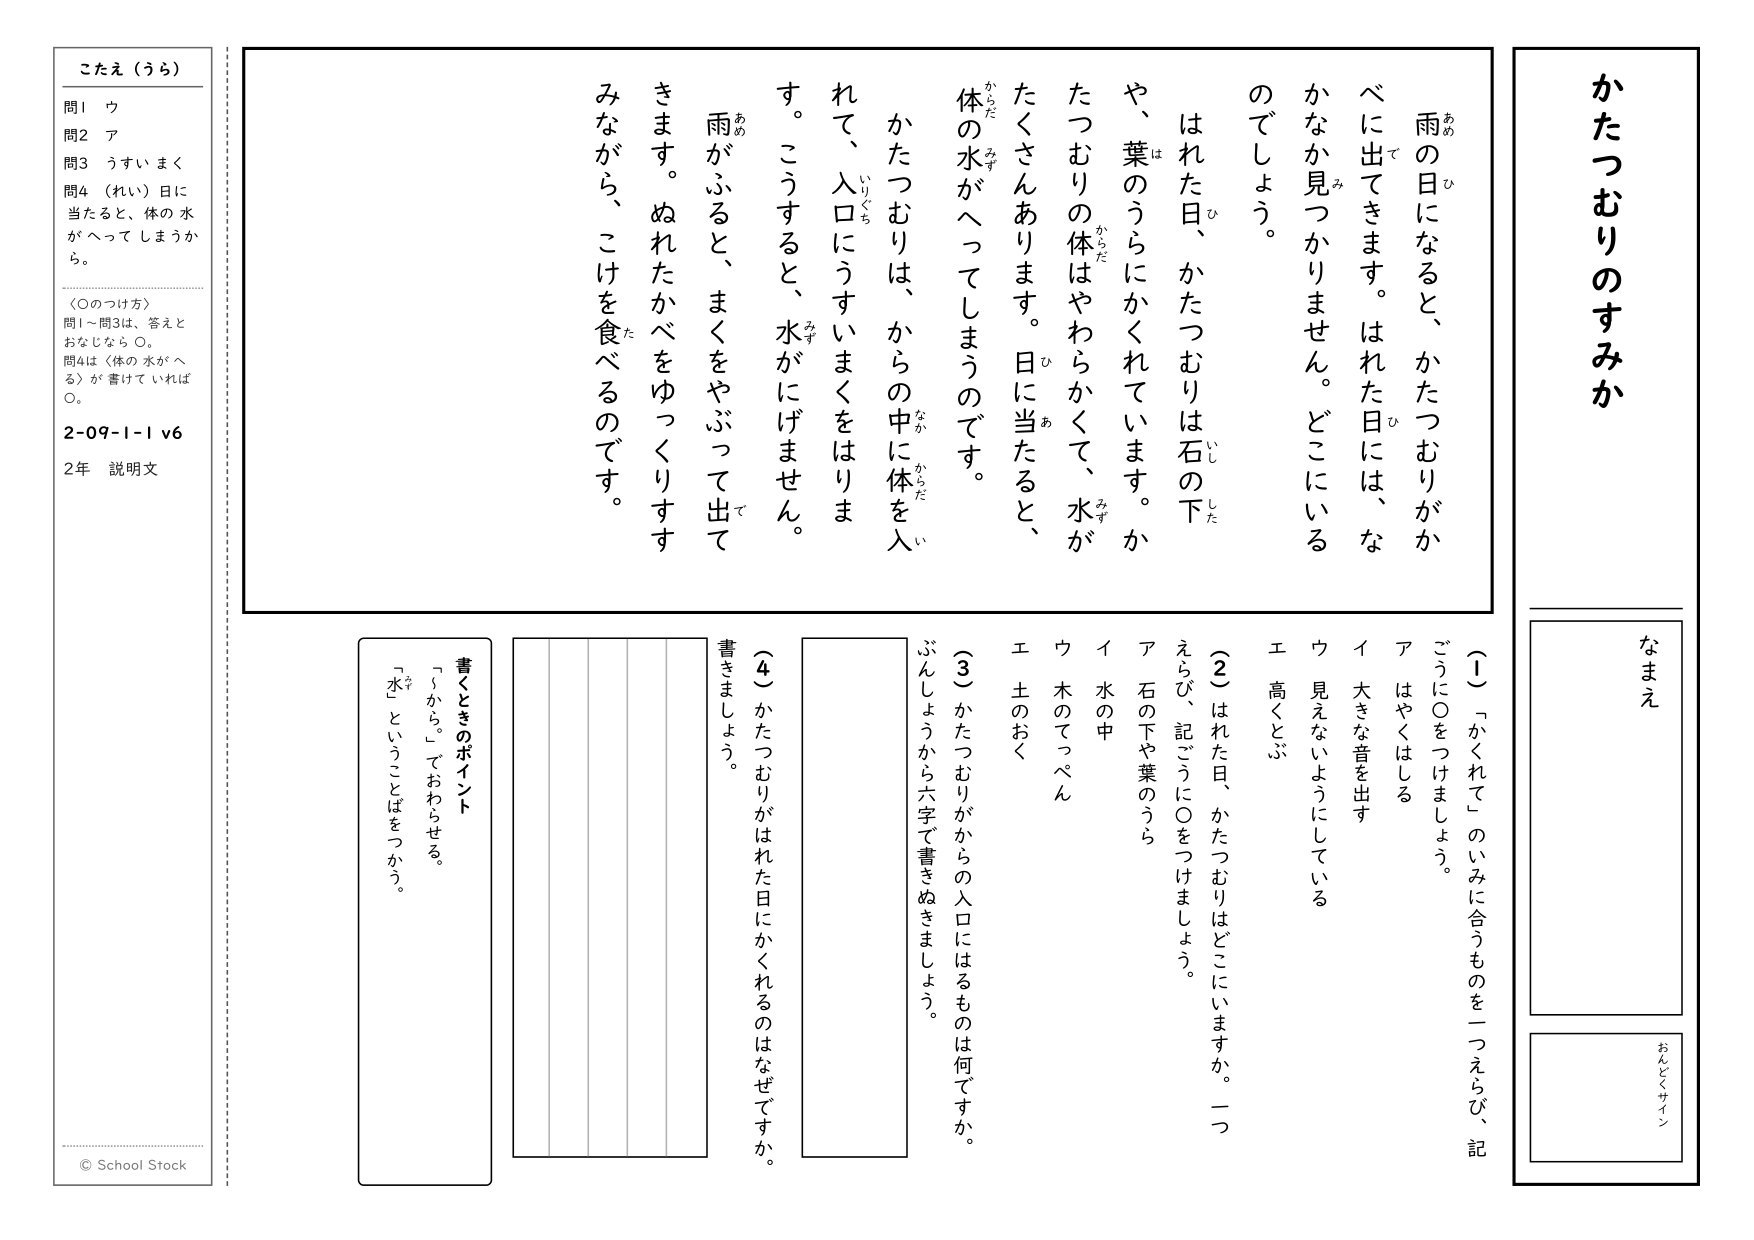 かたつむりのすみか
なまえ
おんどくサイン
雨の日になると、かたつむりがか
べに出てきます。はれた日には、な
かなか見つかりません。どこにいる
のでしょう。
はれた日、かたつむりは石の下
や、葉のうらにかくれています。か
たつむりの体はやわらかくて、水が
たくさんあります。日に当たると、
体の水がへってしまうのです。
かたつむりは、からの中に体を入
れて、入口にうすいまくをはりま
す。こうすると、水がにげません。
雨がふると、まくをやぶって出て
きます。ぬれたかべをゆっくりすす
みながら、こけを食べるのです。
(1)「かくれて」のいみに合うものを一つえらび、記
ごうに〇をつけましょう。
ア　はやくはしる
イ　大きな音を出す
ウ　見えないようにしている
エ　高くとぶ
(2) はれた日、かたつむりはどこにいますか。一つ
えらび、記ごうに〇をつけましょう。
ア　石の下や葉のうら
イ　水の中
ウ　木のてっぺん
エ　土のおく
(3) かたつむりがからの入口にはるものは何ですか。
ぶんしょうから六字で書きぬきましょう。
(4) かたつむりがはれた日にかくれるのはなぜですか。
書きましょう。
書くときのポイント
「〜から。」でおわらせる。
「水」ということばをつかう。
こたえ（うら）
問1　ウ
問2　ア
問3　うすい まく
問4　（れい）日に
当たると、体の 水
が へって しまうか
ら。
〈〇のつけ方〉
問1〜問3は、答えと
おなじなら 〇。
問4は〈体の 水が へ
る〉が 書けて いれば
〇。
2-09-1-1 v6
2年　説明文
© School Stock